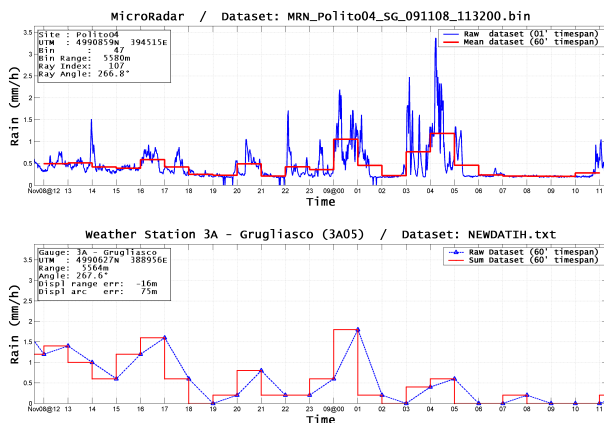 MicroRadar / Dataset: MRN_Polito04_SG_091108_113200.bin
Site : Polito04
UTM : 4990859N 394515E
Bin : 47
Bin Range: 5580m
Ray Index: 107
Ray Angle: 266.8°
Raw dataset (01' timespan)
Mean dataset (60' timespan)
Rain (mm/h)
3.5
3
2.5
2
1.5
1
0.5
0
Nov08@12 13 14 15 16 17 18 19 20 21 22 23 09@00 01 02 03 04 05 06 07 08 09 10 11
Time
Weather Station 3A - Grugliasco (3A05) / Dataset: NEWDATIH.txt
Gauge: 3A - Grugliasco
UTM : 4990627N 388956E
Range: 5564m
Angle: 267.6°
Displ range err: -16m
Displ arc err: 75m
Raw Dataset (60' timespan)
Sum Dataset (60' timespan)
Rain (mm/h)
3.5
3
2.5
2
1.5
1
0.5
0
Nov08@12 13 14 15 16 17 18 19 20 21 22 23 09@00 01 02 03 04 05 06 07 08 09 10 11
Time